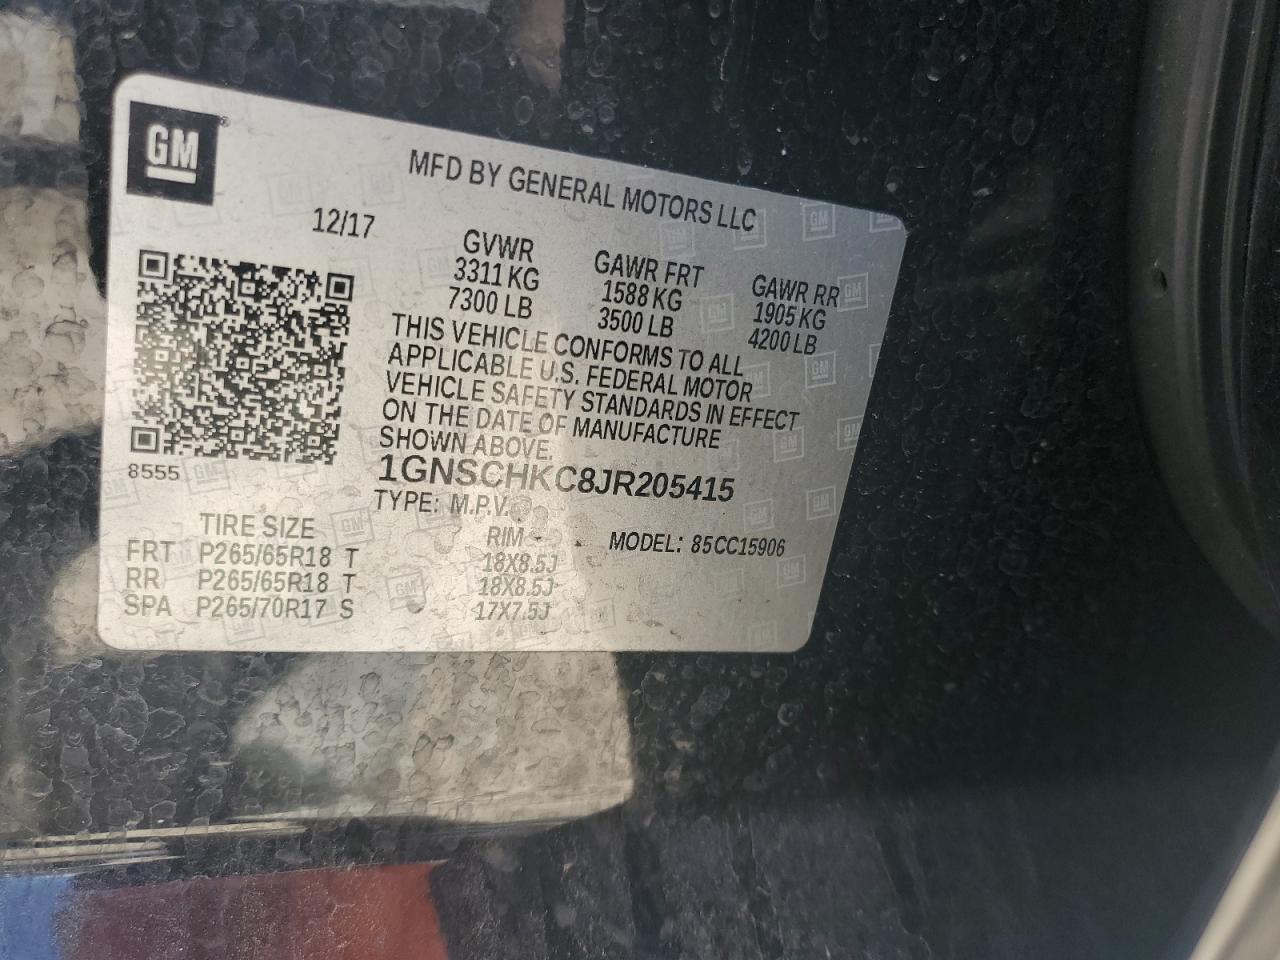 GM
MFD BY GENERAL MOTORS LLC
12/17
GVWR GAWR FRT GAWR RR
3311 KG 1588 KG 1905 KG
7300 LB 3500 LB 4200 LB
THIS VEHICLE CONFORMS TO ALL
APPLICABLE U.S. FEDERAL MOTOR
VEHICLE SAFETY STANDARDS IN EFFECT
ON THE DATE OF MANUFACTURE
SHOWN ABOVE.
8555
1GNSCHKC8JR205415
TYPE: M.P.V.
TIRE SIZE RIM MODEL: 85CC15906
FRT P265/65R18 T 18X8.5J
RR P265/65R18 T 18X8.5J
SPA P265/70R17 S 17X7.5J